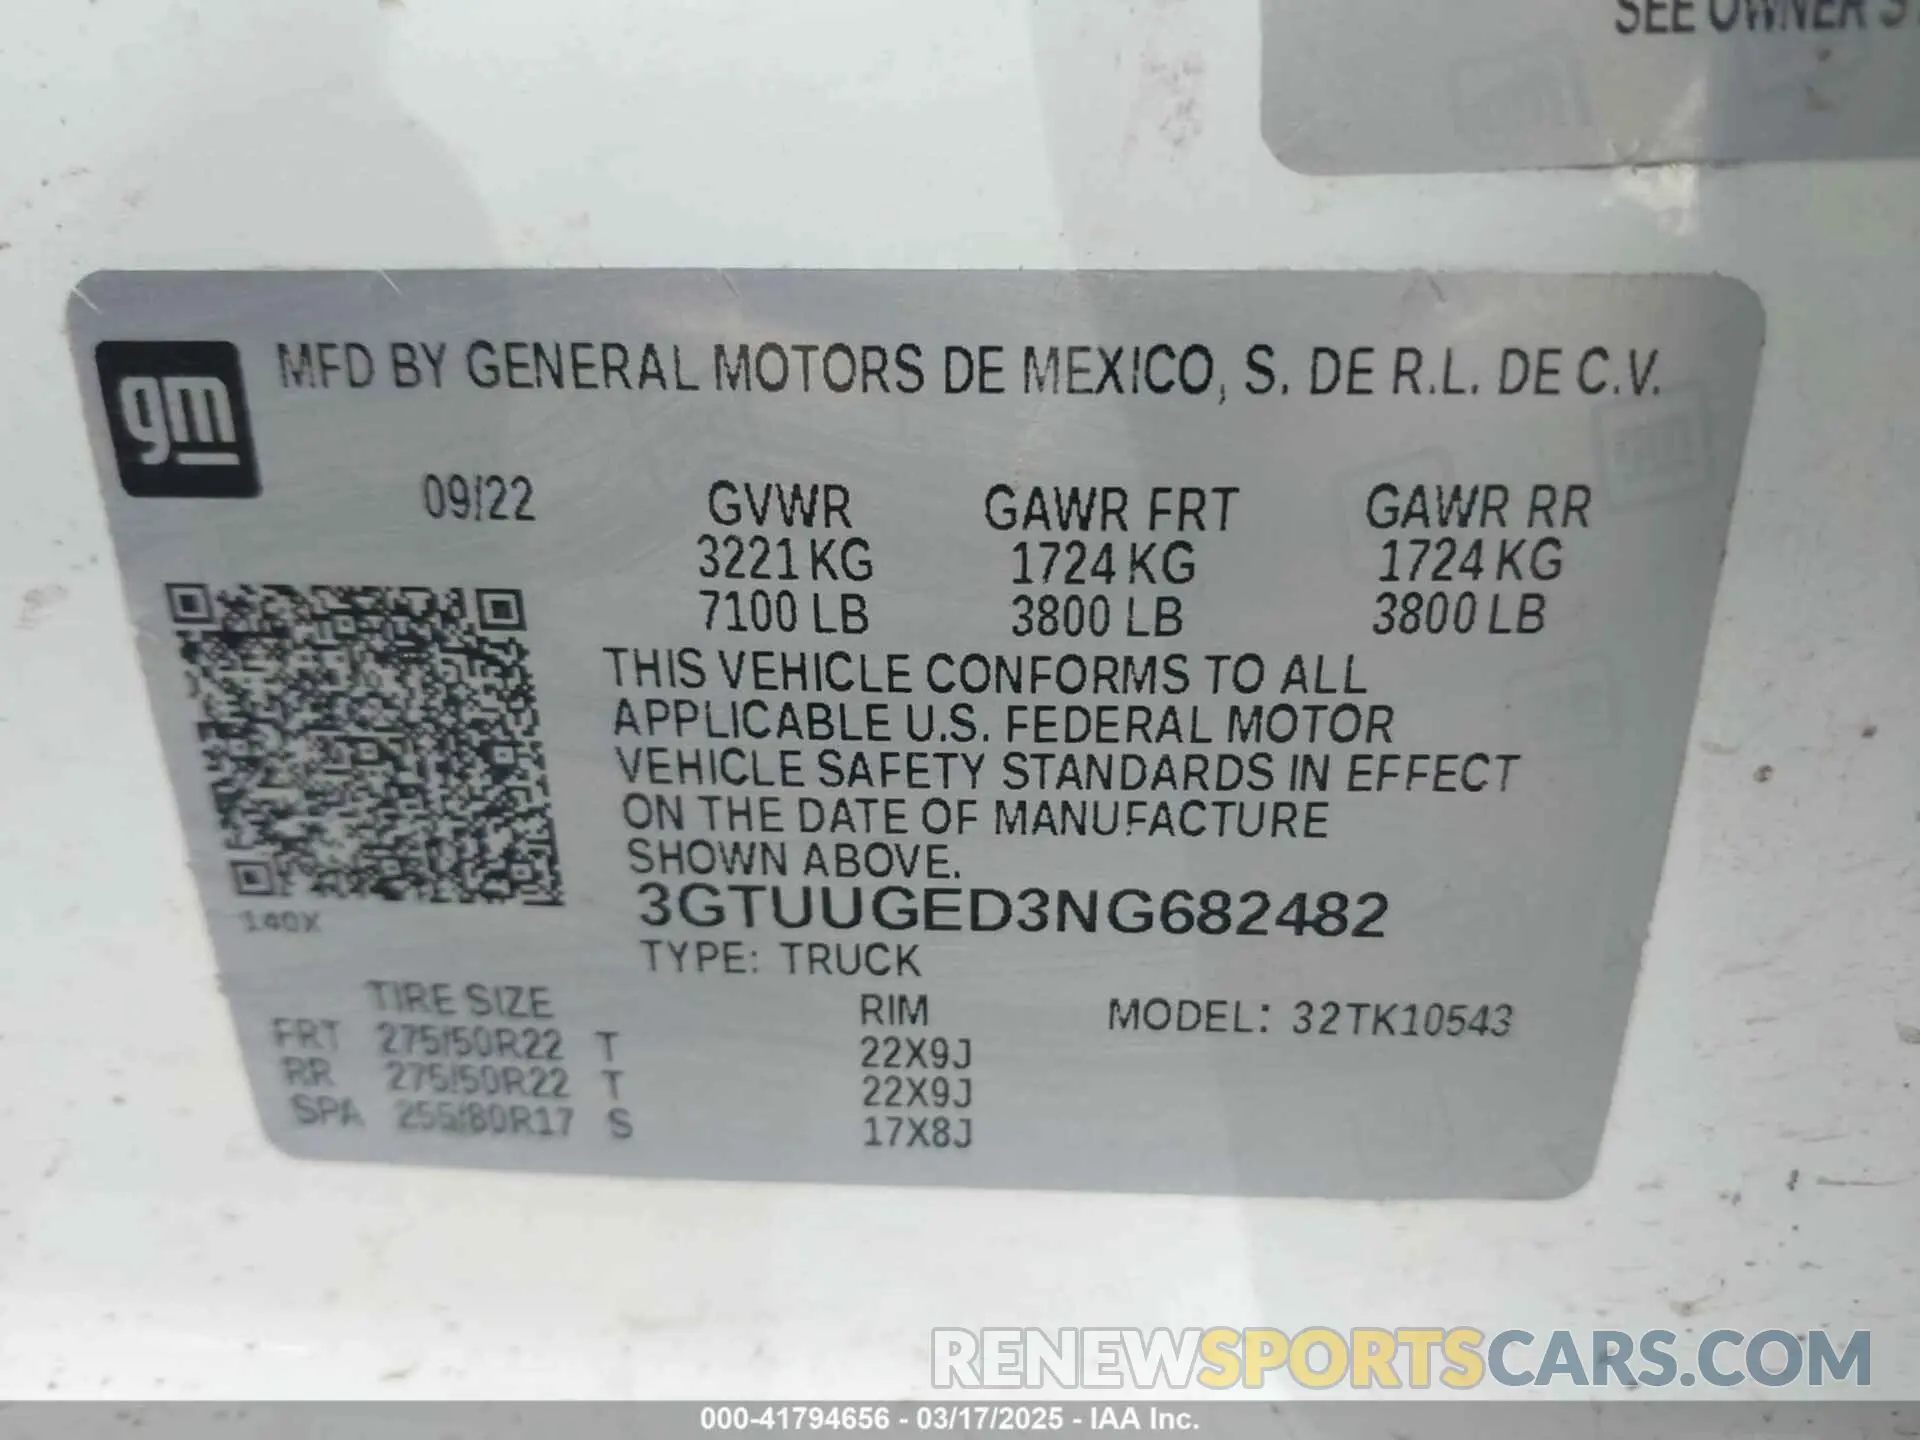 SEE OWNER'S
gm
MFD BY GENERAL MOTORS DE MEXICO, S. DE R.L. DE C.V.
09/22 GVWR GAWR FRT GAWR RR
3221 KG 1724 KG 1724 KG
7100 LB 3800 LB 3800 LB
THIS VEHICLE CONFORMS TO ALL
APPLICABLE U.S. FEDERAL MOTOR
VEHICLE SAFETY STANDARDS IN EFFECT
ON THE DATE OF MANUFACTURE
SHOWN ABOVE.
3GTUUGED3NG682482
140X
TYPE: TRUCK
TIRE SIZE RIM MODEL: 32TK10543
FRT 275/50R22 T 22X9J
RR 275/50R22 T 22X9J
SPA 255/80R17 S 17X8J
RENEWSPORTSCARS.COM
000-41794656 - 03/17/2025 - IAA Inc.